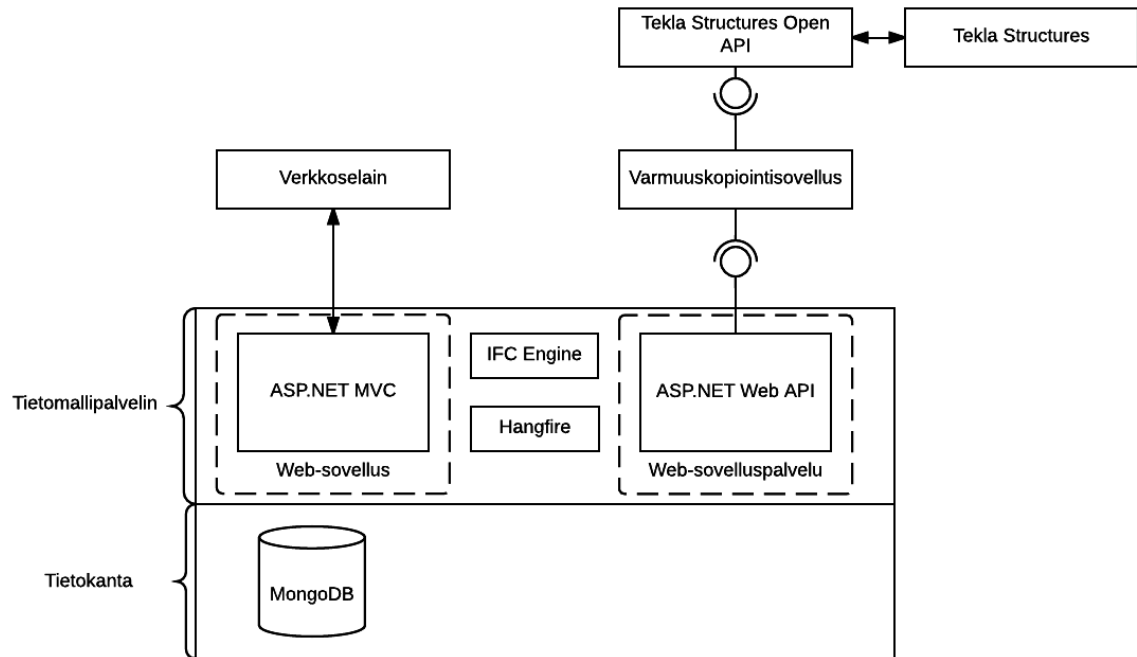 Tekla Structures Open
API
Tekla Structures
Verkkoselain
Varmuuskopiointisovellus
Tietomallipalvelin
ASP.NET MVC
Web-sovellus
IFC Engine
Hangfire
ASP.NET Web API
Web-sovelluspalvelu
Tietokanta
MongoDB